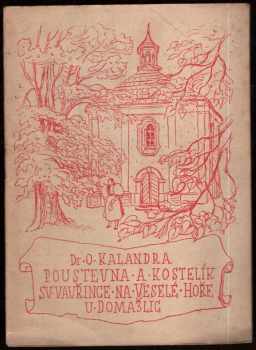 Dr·O·KALANDRA
POUSTEVNA·A·KOSTELÍK
SV·VAVŘINCE·NA·VESELÉ·HOŘE
U·DOMAŽLIC